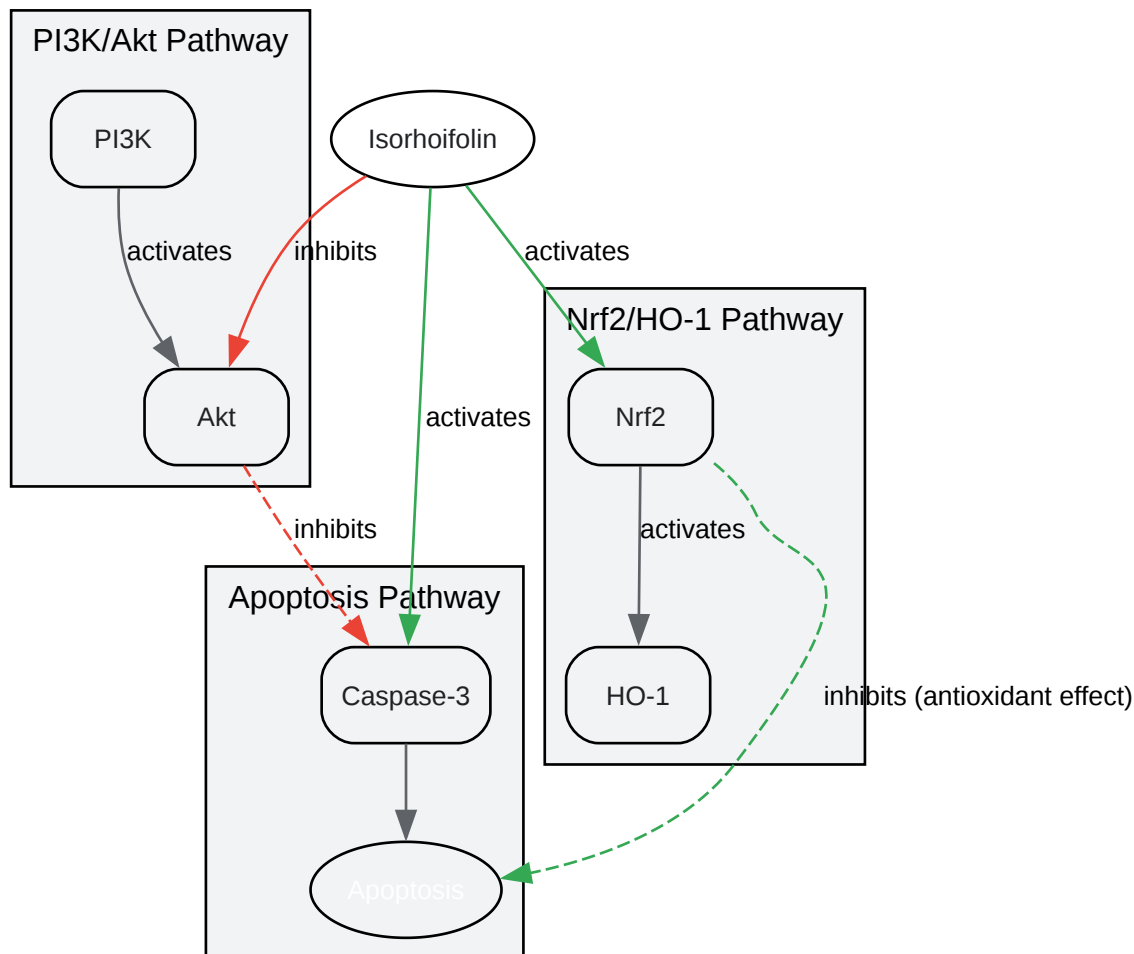 PI3K/Akt Pathway
PI3K
Isorhoifolin
activates
inhibits
activates
Nrf2/HO-1 Pathway
Akt
activates
Nrf2
inhibits
activates
Apoptosis Pathway
Caspase-3
HO-1
inhibits (antioxidant effect)
Apoptosis